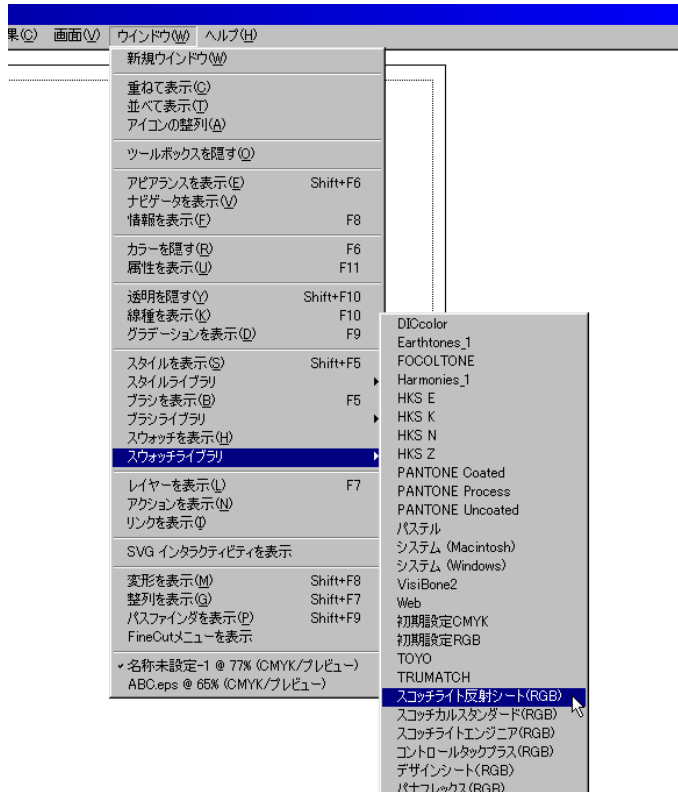 果(C) 画面(V) ウインドウ(W) ヘルプ(H)
新規ウインドウ(W)
重ねて表示(C)
並べて表示(T)
アイコンの整列(A)
ツールボックスを隠す(O)
アピアランスを表示(E) Shift+F6
ナビゲータを表示(V)
情報を表示(F) F8
カラーを隠す(R) F6
属性を表示(U) F11
透明を隠す(Y) Shift+F10
線種を表示(K) F10
グラデーションを表示(D) F9
スタイルを表示(S) Shift+F5
スタイルライブラリ
ブラシを表示(B) F5
ブラシライブラリ
スウォッチを表示(H)
スウォッチライブラリ
レイヤーを表示(L) F7
アクションを表示(N)
リンクを表示(I)
SVG インタラクティビティを表示
変形を表示(M) Shift+F8
整列を表示(G) Shift+F7
パスファインダを表示(P) Shift+F9
FineCutメニューを表示
名称未設定-1 @ 77% (CMYK/プレビュー)
ABC.eps @ 65% (CMYK/プレビュー)
DICcolor
Earthtones_1
FOCOLTONE
Harmonies_1
HKS E
HKS K
HKS N
HKS Z
PANTONE Coated
PANTONE Process
PANTONE Uncoated
パステル
システム (Macintosh)
システム (Windows)
VisiBone2
Web
初期設定CMYK
初期設定RGB
TOYO
TRUMATCH
スコッチライト反射シート(RGB)
スコッチカルスタンダード(RGB)
スコッチライトエンジニア(RGB)
コントロールタックプラス(RGB)
デザインシート(RGB)
パナフレックス(RGB)